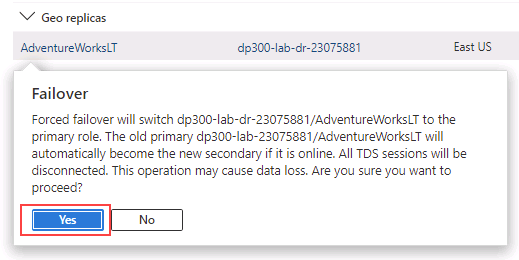 Geo replicas
AdventureWorksLT dp300-lab-dr-23075881 East US
Failover
Forced failover will switch dp300-lab-dr-23075881/AdventureWorksLT to the
primary role. The old primary dp300-lab-23075881/AdventureWorksLT will
automatically become the new secondary if it is online. All TDS sessions will be
disconnected. This operation may cause data loss. Are you sure you want to
proceed?
Yes No